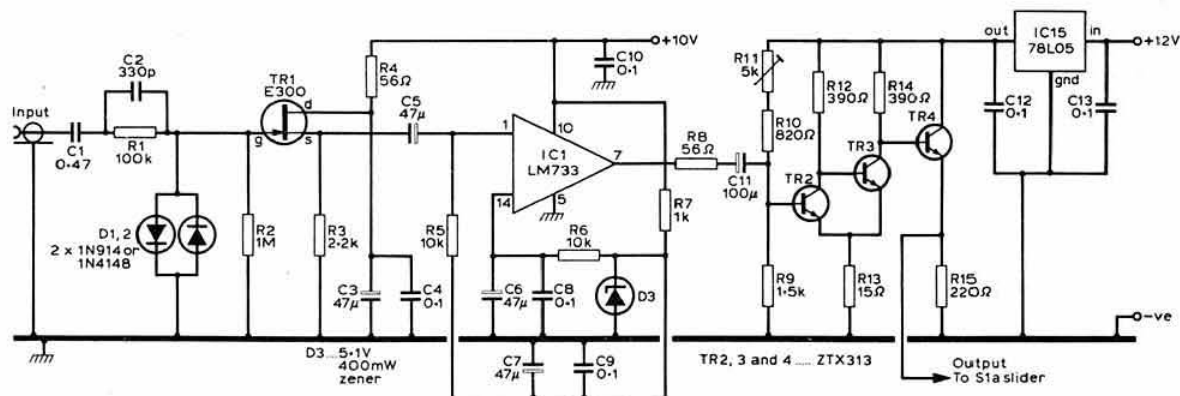 C2
330p
Input
C1
0.47
R1
100k
D1,2
2 x 1N914 or
1N4148
TR1
E300
d
g
s
R2
1M
R3
2·2k
R4
56Ω
C5
47μ
C3
47μ
C4
0·1
D3....5·1V
400mW
zener
R5
10k
1
14
10
5
7
IC1
LM733
C10
0·1
+10V
R6
10k
C6
47μ
C8
0·1
D3
C7
47μ
C9
0·1
R7
1k
R8
56Ω
C11
100μ
R11
5k
R10
820Ω
R9
1·5k
R12
390Ω
R14
390Ω
TR2
TR3
TR4
R13
15Ω
R15
220Ω
TR2, 3 and 4..... ZTX313
out
in
IC15
78L05
gnd
+12V
C12
0·1
C13
0·1
-ve
Output
To S1a slider